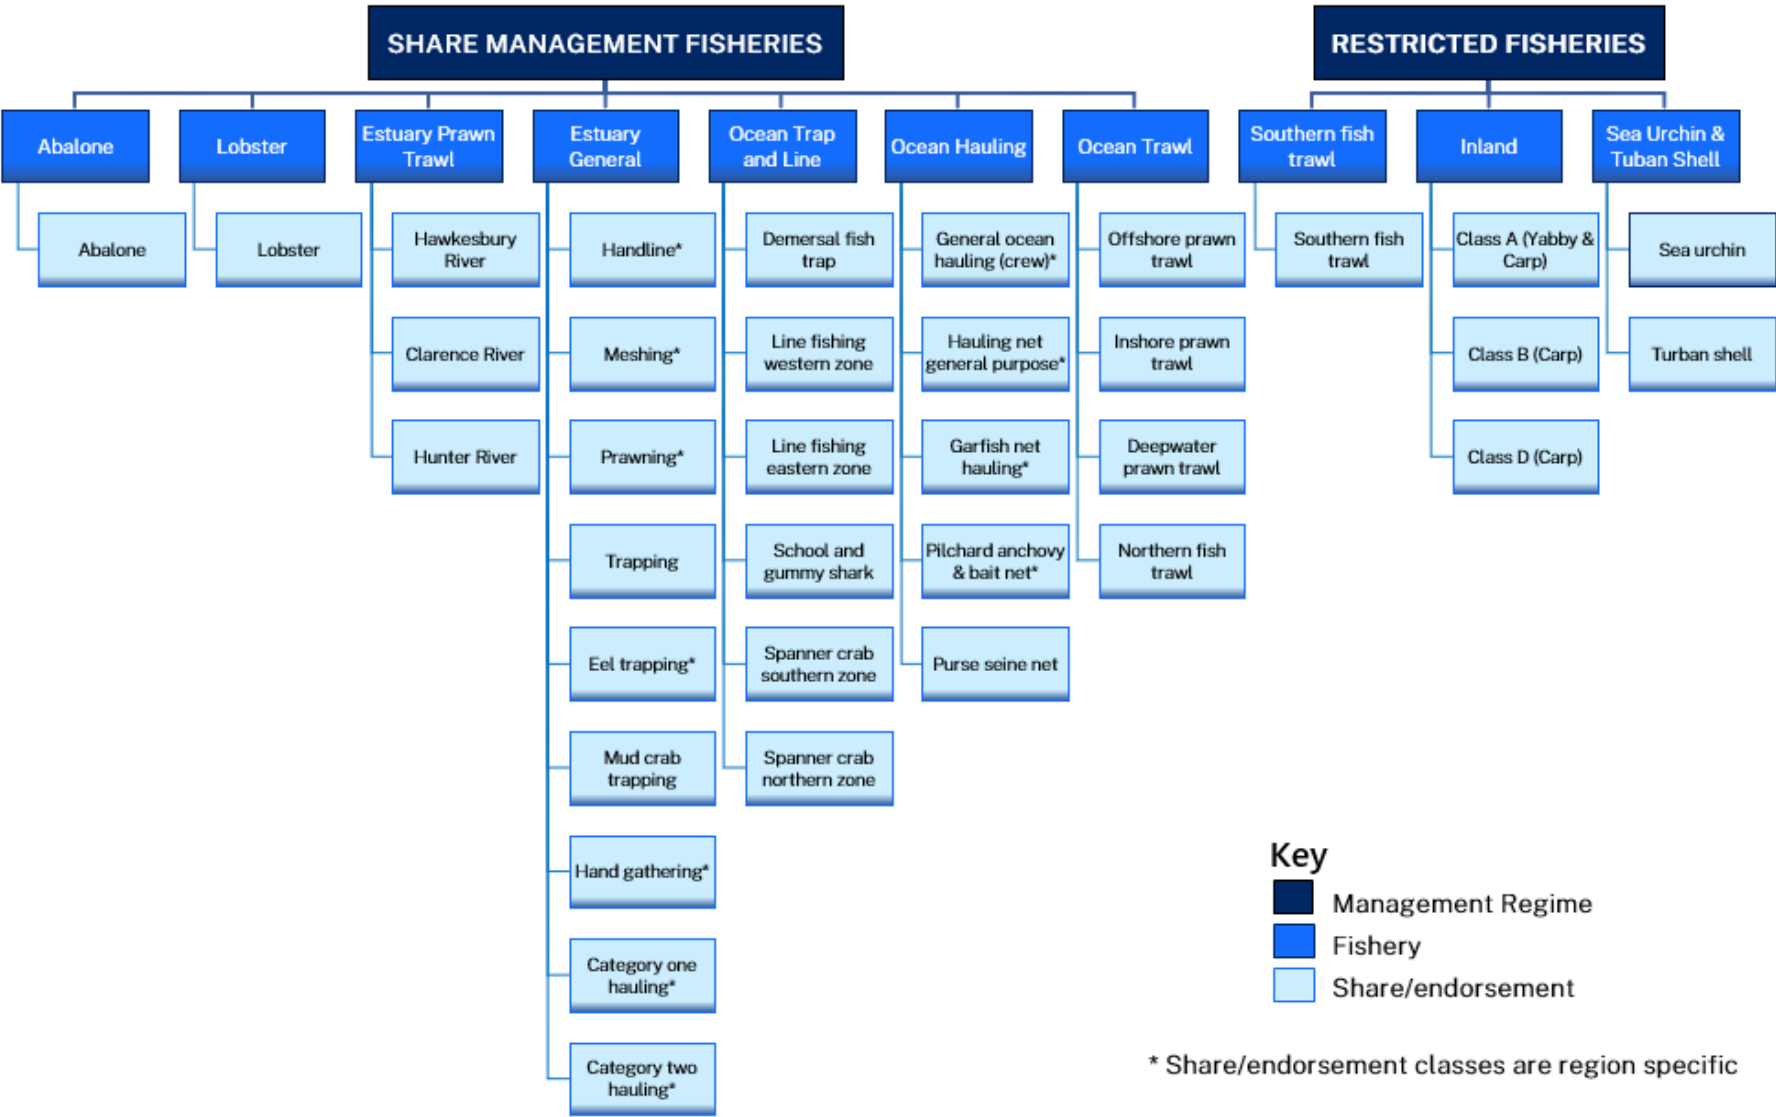 SHARE MANAGEMENT FISHERIES
RESTRICTED FISHERIES
Abalone
Lobster
Estuary Prawn
Trawl
Estuary
General
Ocean Trap
and Line
Ocean Hauling
Ocean Trawl
Southern fish
trawl
Inland
Sea Urchin &
Tuban Shell
Abalone
Lobster
Hawkesbury
River
Clarence River
Hunter River
Handline*
Meshing*
Prawning*
Trapping
Eel trapping*
Mud crab
trapping
Hand gathering*
Category one
hauling*
Category two
hauling*
Demersal fish
trap
Line fishing
western zone
Line fishing
eastern zone
School and
gummy shark
Spanner crab
southern zone
Spanner crab
northern zone
General ocean
hauling (crew)*
Hauling net
general purpose*
Garfish net
hauling*
Pilchard anchovy
& bait net*
Purse seine net
Offshore prawn
trawl
Inshore prawn
trawl
Deepwater
prawn trawl
Northern fish
trawl
Southern fish
trawl
Class A (Yabby &
Carp)
Class B (Carp)
Class D (Carp)
Sea urchin
Turban shell
Key
Management Regime
Fishery
Share/endorsement
* Share/endorsement classes are region specific